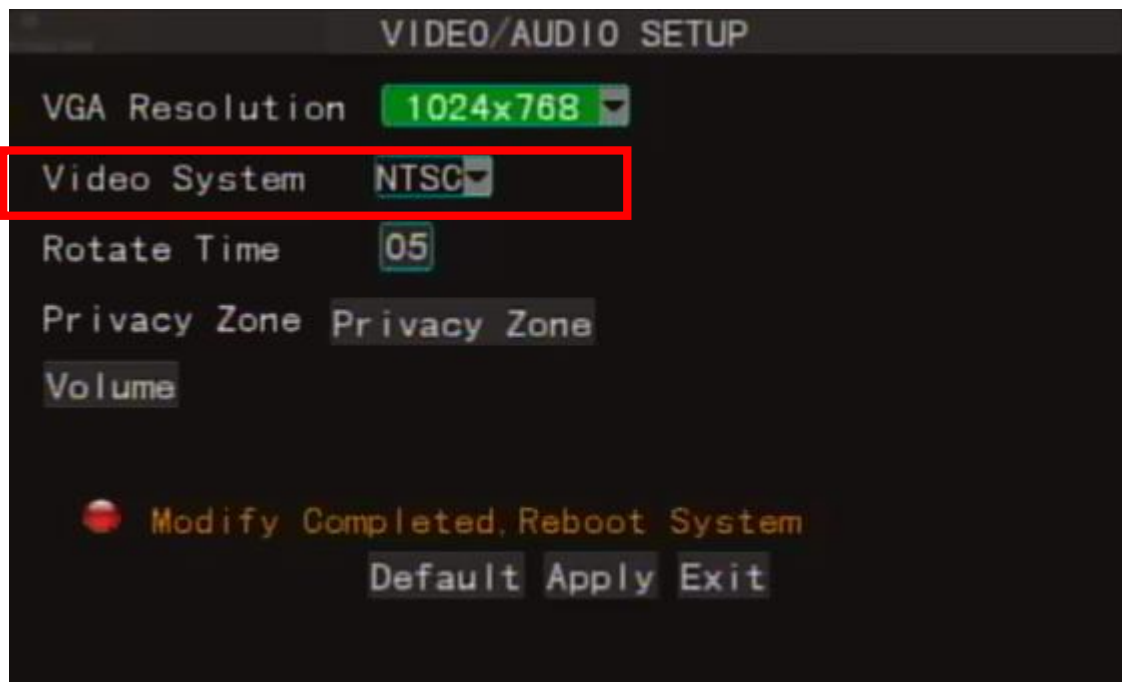 VIDEO/AUDIO SETUP
VGA Resolution 1024x768
Video System NTSC
Rotate Time 05
Privacy Zone Privacy Zone
Volume
Modify Completed,Reboot System
Default Apply Exit